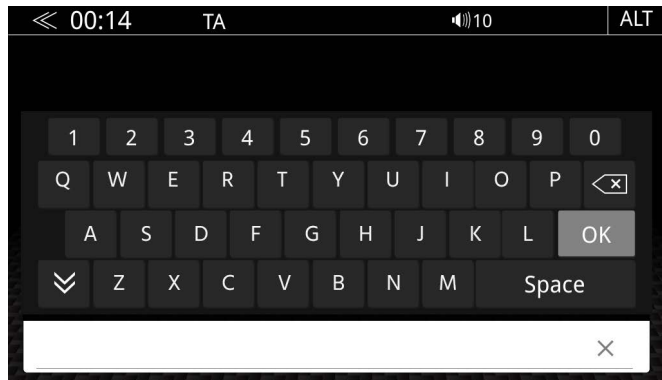 00:14 TA 10 ALT
1 2 3 4 5 6 7 8 9 0
Q W E R T Y U I O P
A S D F G H J K L OK
Z X C V B N M Space